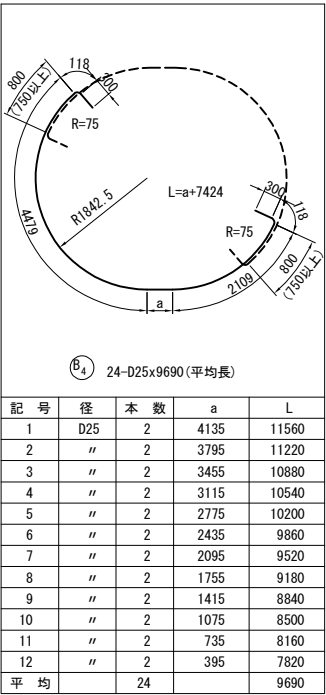 118
800
(750以上)
300
R=75
L=a+7424
R1842.5
4479
300
118
R=75
800
(750以上)
2109
a
B4 24-D25x9690(平均長)
記 号 径 本 数 a L
1 D25 2 4135 11560
2 〃 2 3795 11220
3 〃 2 3455 10880
4 〃 2 3115 10540
5 〃 2 2775 10200
6 〃 2 2435 9860
7 〃 2 2095 9520
8 〃 2 1755 9180
9 〃 2 1415 8840
10 〃 2 1075 8500
11 〃 2 735 8160
12 〃 2 395 7820
平 均 24 9690